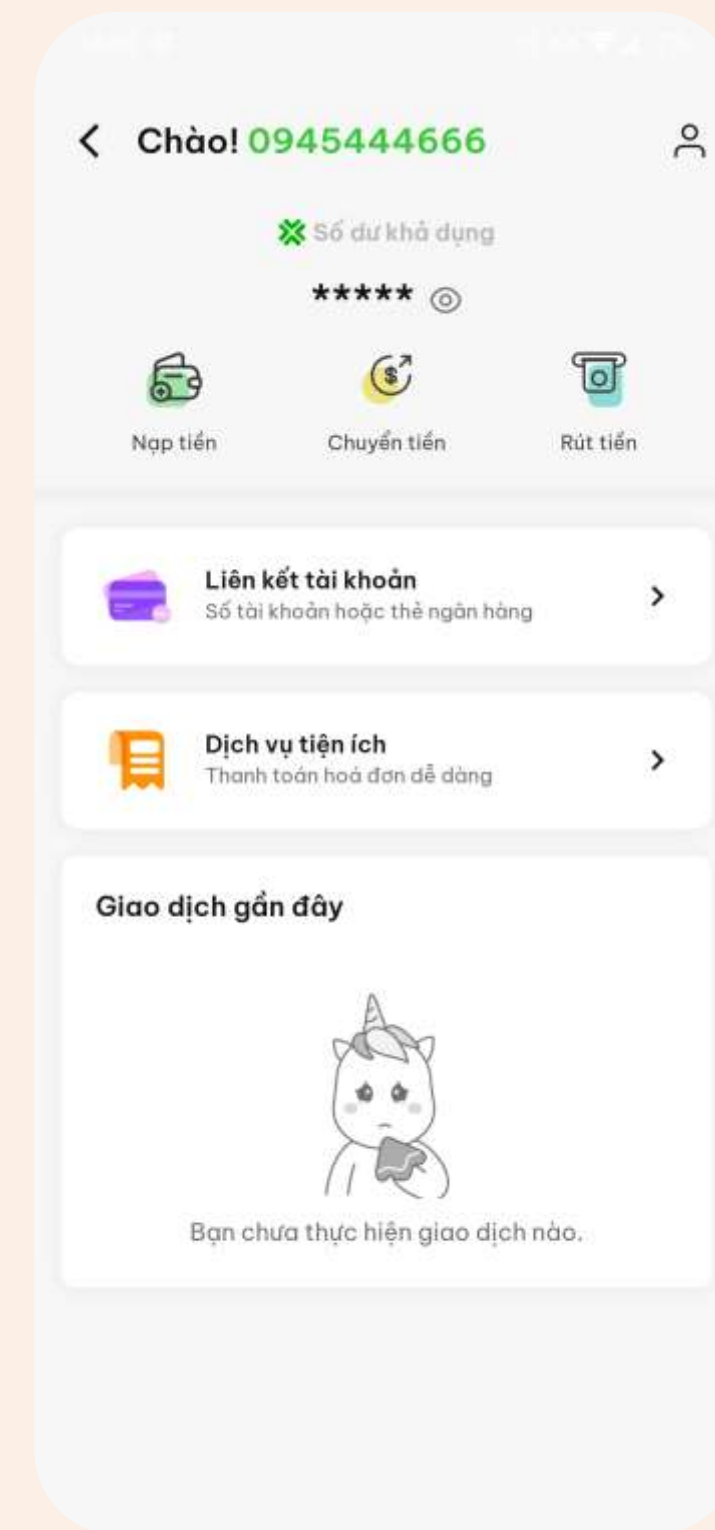 Chào! 0945444666
Số dư khả dụng
*****
Nạp tiền
Chuyển tiền
Rút tiền
Liên kết tài khoản
Số tài khoản hoặc thẻ ngân hàng
Dịch vụ tiện ích
Thanh toán hoá đơn dễ dàng
Giao dịch gần đây
Bạn chưa thực hiện giao dịch nào.